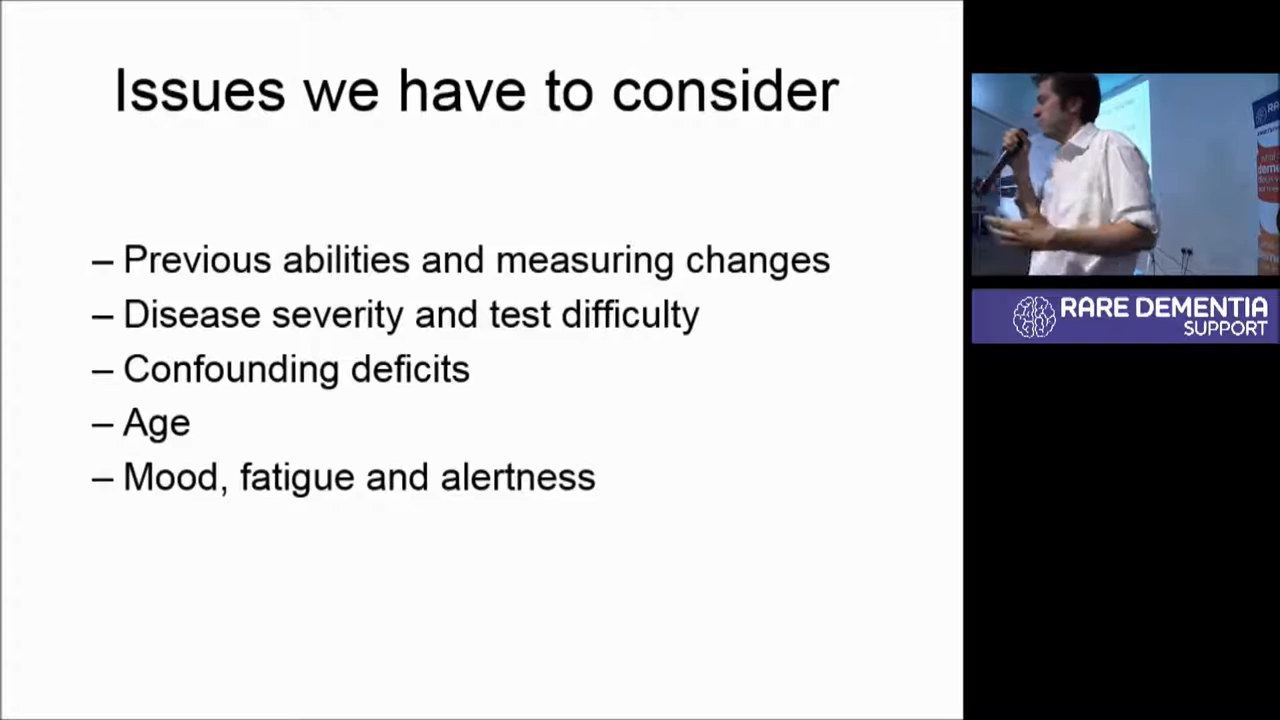 Issues we have to consider
– Previous abilities and measuring changes
– Disease severity and test difficulty
– Confounding deficits
– Age
– Mood, fatigue and alertness
RARE DEMENTIA
SUPPORT